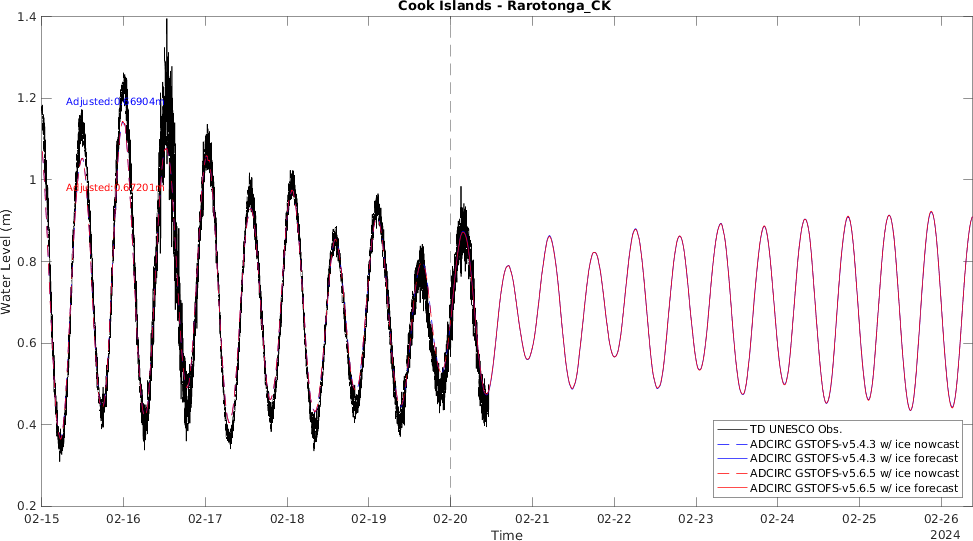 Cook Islands - Rarotonga_CK
1.4
1.2
1
0.8
0.6
0.4
0.2
Water Level (m)
Adjusted:0.66904m
Adjusted:0.67201m
TD UNESCO Obs.
ADCIRC GSTOFS-v5.4.3 w/ ice nowcast
ADCIRC GSTOFS-v5.4.3 w/ ice forecast
ADCIRC GSTOFS-v5.6.5 w/ ice nowcast
ADCIRC GSTOFS-v5.6.5 w/ ice forecast
02-15 02-16 02-17 02-18 02-19 02-20 02-21 02-22 02-23 02-24 02-25 02-26
Time
2024